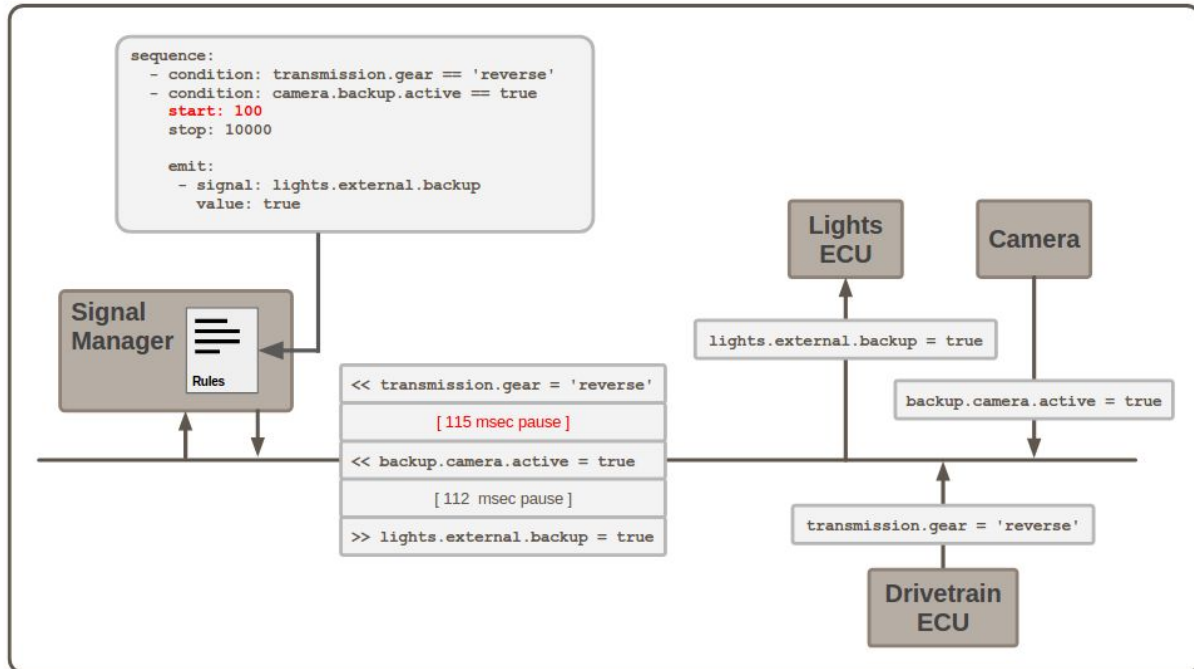 sequence:
  - condition: transmission.gear == 'reverse'
  - condition: camera.backup.active == true
    start: 100
    stop: 10000

    emit:
     - signal: lights.external.backup
       value: true
Lights
ECU
Camera
Signal
Manager
Rules
lights.external.backup = true
<< transmission.gear = 'reverse'
backup.camera.active = true
[ 115 msec pause ]
<< backup.camera.active = true
[ 112  msec pause ]
transmission.gear = 'reverse'
>> lights.external.backup = true
Drivetrain
ECU